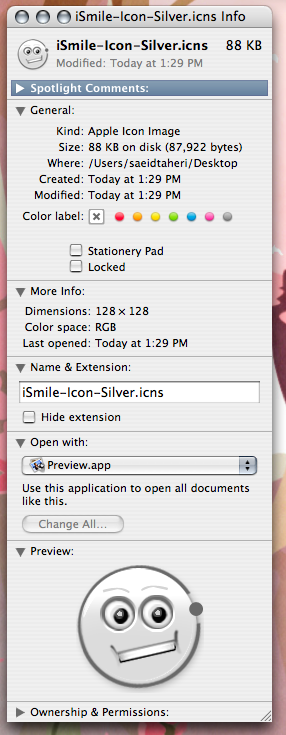 iSmile-Icon-Silver.icns Info
iSmile-Icon-Silver.icns 88 KB
Modified: Today at 1:29 PM
Spotlight Comments:
General:
Kind: Apple Icon Image
Size: 88 KB on disk (87,922 bytes)
Where: /Users/saeidtaheri/Desktop
Created: Today at 1:29 PM
Modified: Today at 1:29 PM
Color label:
Stationery Pad
Locked
More Info:
Dimensions: 128 × 128
Color space: RGB
Last opened: Today at 1:29 PM
Name & Extension:
iSmile-Icon-Silver.icns
Hide extension
Open with:
Preview.app
Use this application to open all documents
like this.
Change All...
Preview:
Ownership & Permissions: